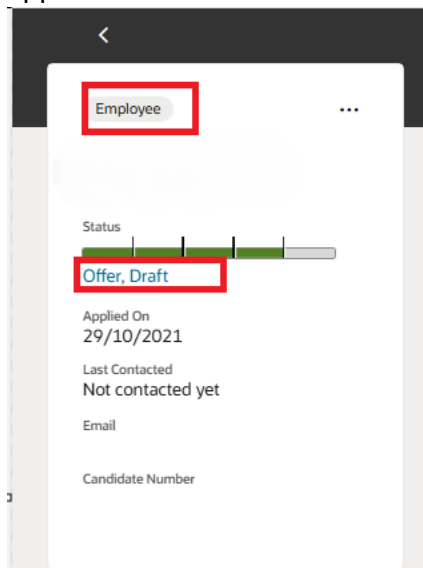 Employee
...
Status
Offer, Draft
Applied On
29/10/2021
Last Contacted
Not contacted yet
Email
Candidate Number